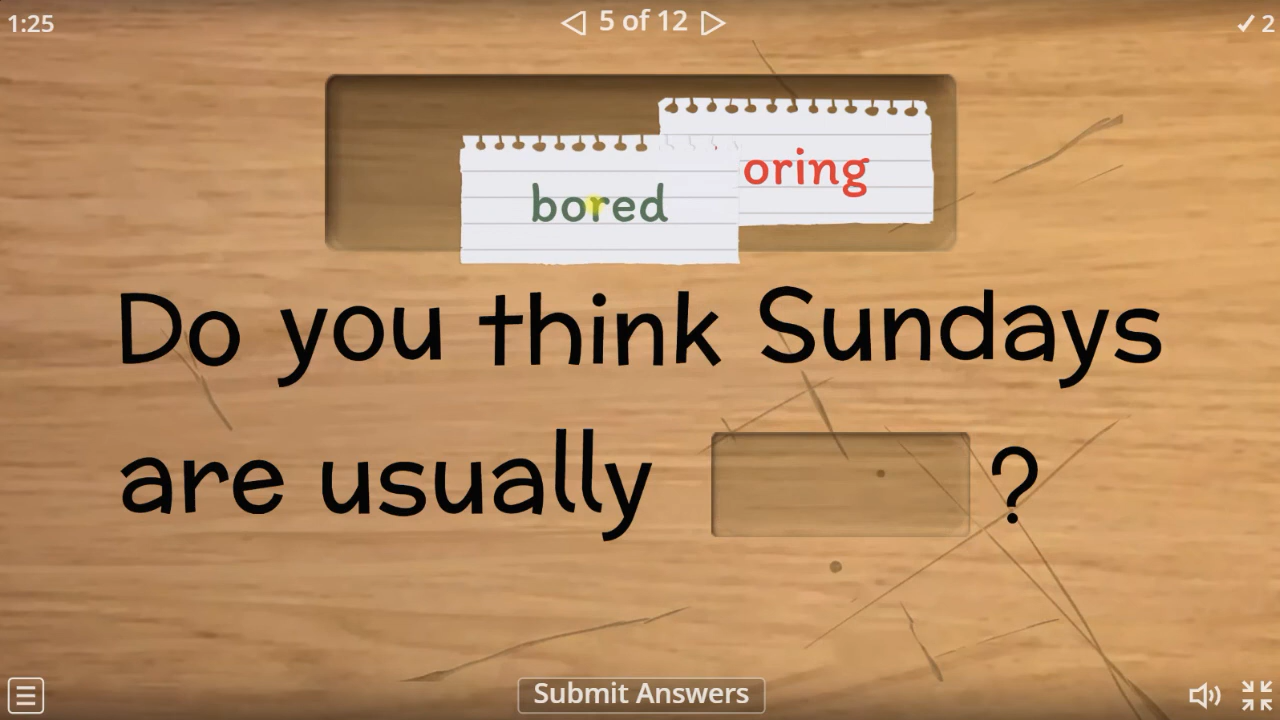 1:25
5 of 12
✓ 2
oring
bored
Do you think Sundays
are usually ?
Submit Answers